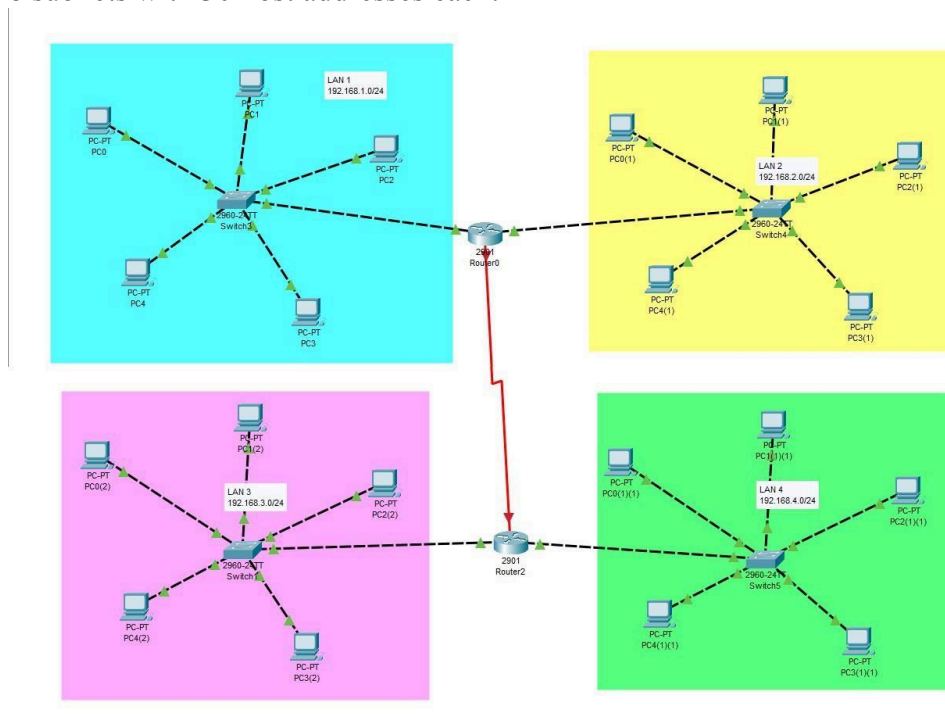 LAN 1
192.168.1.0/24
PC-PT
PC1
PC-PT
PC0
PC-PT
PC2
2960-24TT
Switch3
PC-PT
PC4
PC-PT
PC3
2901
Router0
PC-PT
PC1(1)
PC-PT
PC0(1)
LAN 2
192.168.2.0/24
PC-PT
PC2(1)
2960-24TT
Switch4
PC-PT
PC4(1)
PC-PT
PC3(1)
PC-PT
PC1(2)
PC-PT
PC0(2)
LAN 3
192.168.3.0/24
PC-PT
PC2(2)
2960-24TT
PC-PT
PC4(2)
PC-PT
PC3(2)
2901
Router2
PC-PT
PC1(1)(1)
PC-PT
PC0(1)(1)
LAN 4
192.168.4.0/24
PC-PT
PC2(1)(1)
2960-24TT
Switch5
PC-PT
PC4(1)(1)
PC-PT
PC3(1)(1)